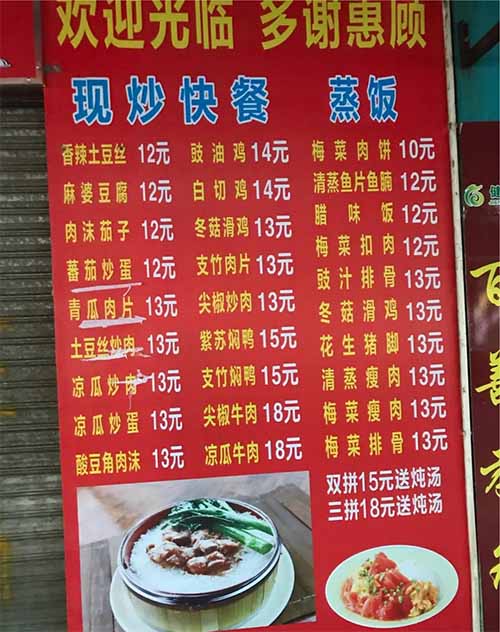 欢迎光临 多谢惠顾
现炒快餐
香辣土豆丝 12元
麻婆豆腐 12元
肉沫茄子 12元
蕃茄炒蛋 12元
青瓜肉片 13元
土豆丝炒肉 13元
凉瓜炒肉 13元
凉瓜炒蛋 13元
酸豆角肉沫 13元
豉油鸡 14元
白切鸡 14元
冬菇滑鸡 13元
支竹肉片 13元
尖椒炒肉 13元
紫苏焖鸭 15元
支竹焖鸭 15元
尖椒牛肉 18元
凉瓜牛肉 18元
蒸饭
梅菜肉饼 10元
清蒸鱼片鱼腩 12元
腊味饭 12元
梅菜扣肉 12元
豉汁排骨 13元
冬菇滑鸡 13元
花生猪脚 13元
清蒸瘦肉 13元
梅菜瘦肉 13元
梅菜排骨 13元
双拼15元送炖汤
三拼18元送炖汤